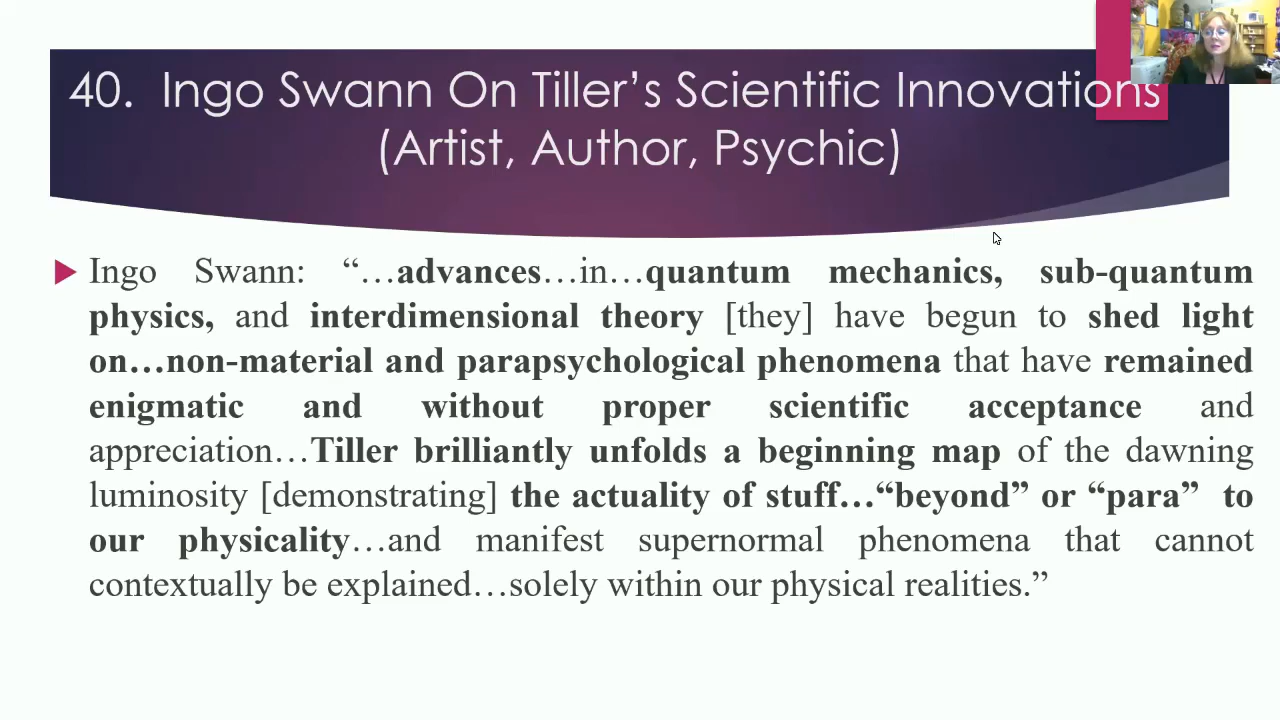 40. Ingo Swann On Tiller’s Scientific Innovations
(Artist, Author, Psychic)
Ingo Swann: “…advances…in…quantum mechanics, sub-quantum
physics, and interdimensional theory [they] have begun to shed light
on…non-material and parapsychological phenomena that have remained
enigmatic and without proper scientific acceptance and
appreciation…Tiller brilliantly unfolds a beginning map of the dawning
luminosity [demonstrating] the actuality of stuff…“beyond” or “para” to
our physicality…and manifest supernormal phenomena that cannot
contextually be explained…solely within our physical realities.”